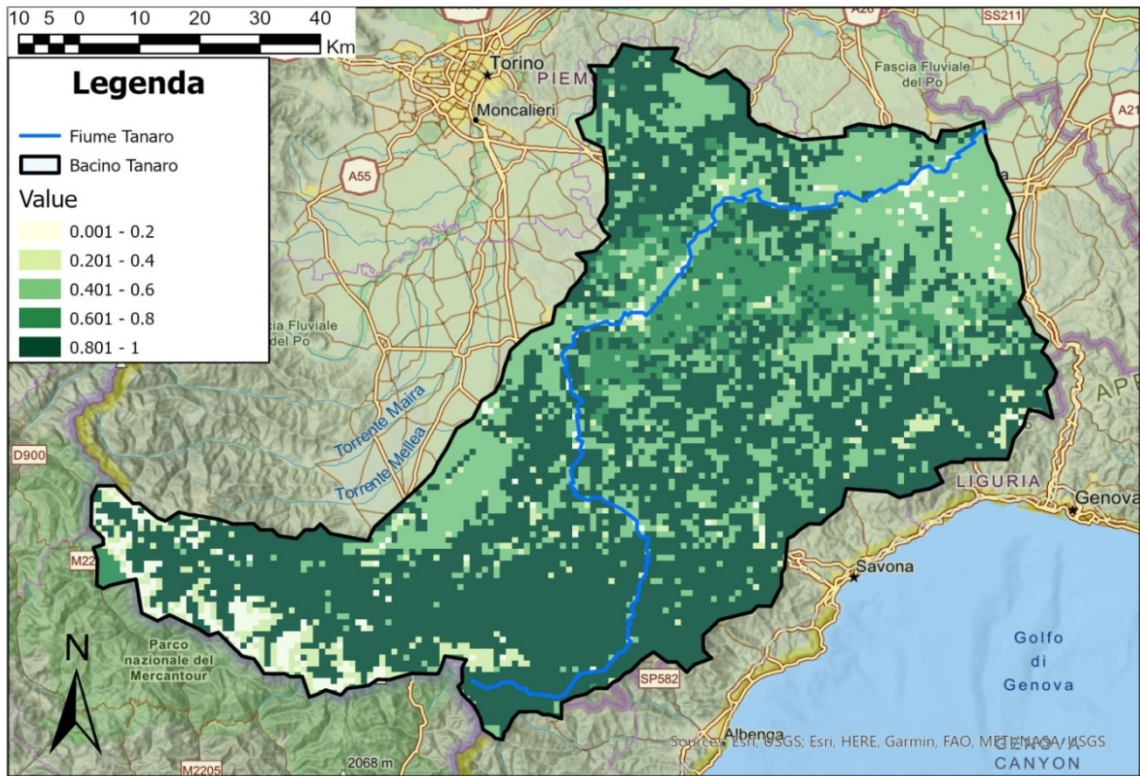 10 5 0 10 20 30 40
Km
Legenda
Fiume Tanaro
Bacino Tanaro
Value
0.001 - 0.2
0.201 - 0.4
0.401 - 0.6
0.601 - 0.8
0.801 - 1
Torino
PIEM
Moncalieri
A55
SS211
Fascia Fluviale
del Po
A21
a
cia Fluviale
del Po
Torrente Maira
Torrente Mellea
D900
APE
LIGURIA
Genova
M22
Savona
Parco
nazionale del
Mercantour
N
Golfo
di
Genova
SP582
Albenga
Sources: Esri, USGS; Esri, HERE, Garmin, FAO, METI/NASA, USGS
GENOVA
CANYON
2068 m
M2205